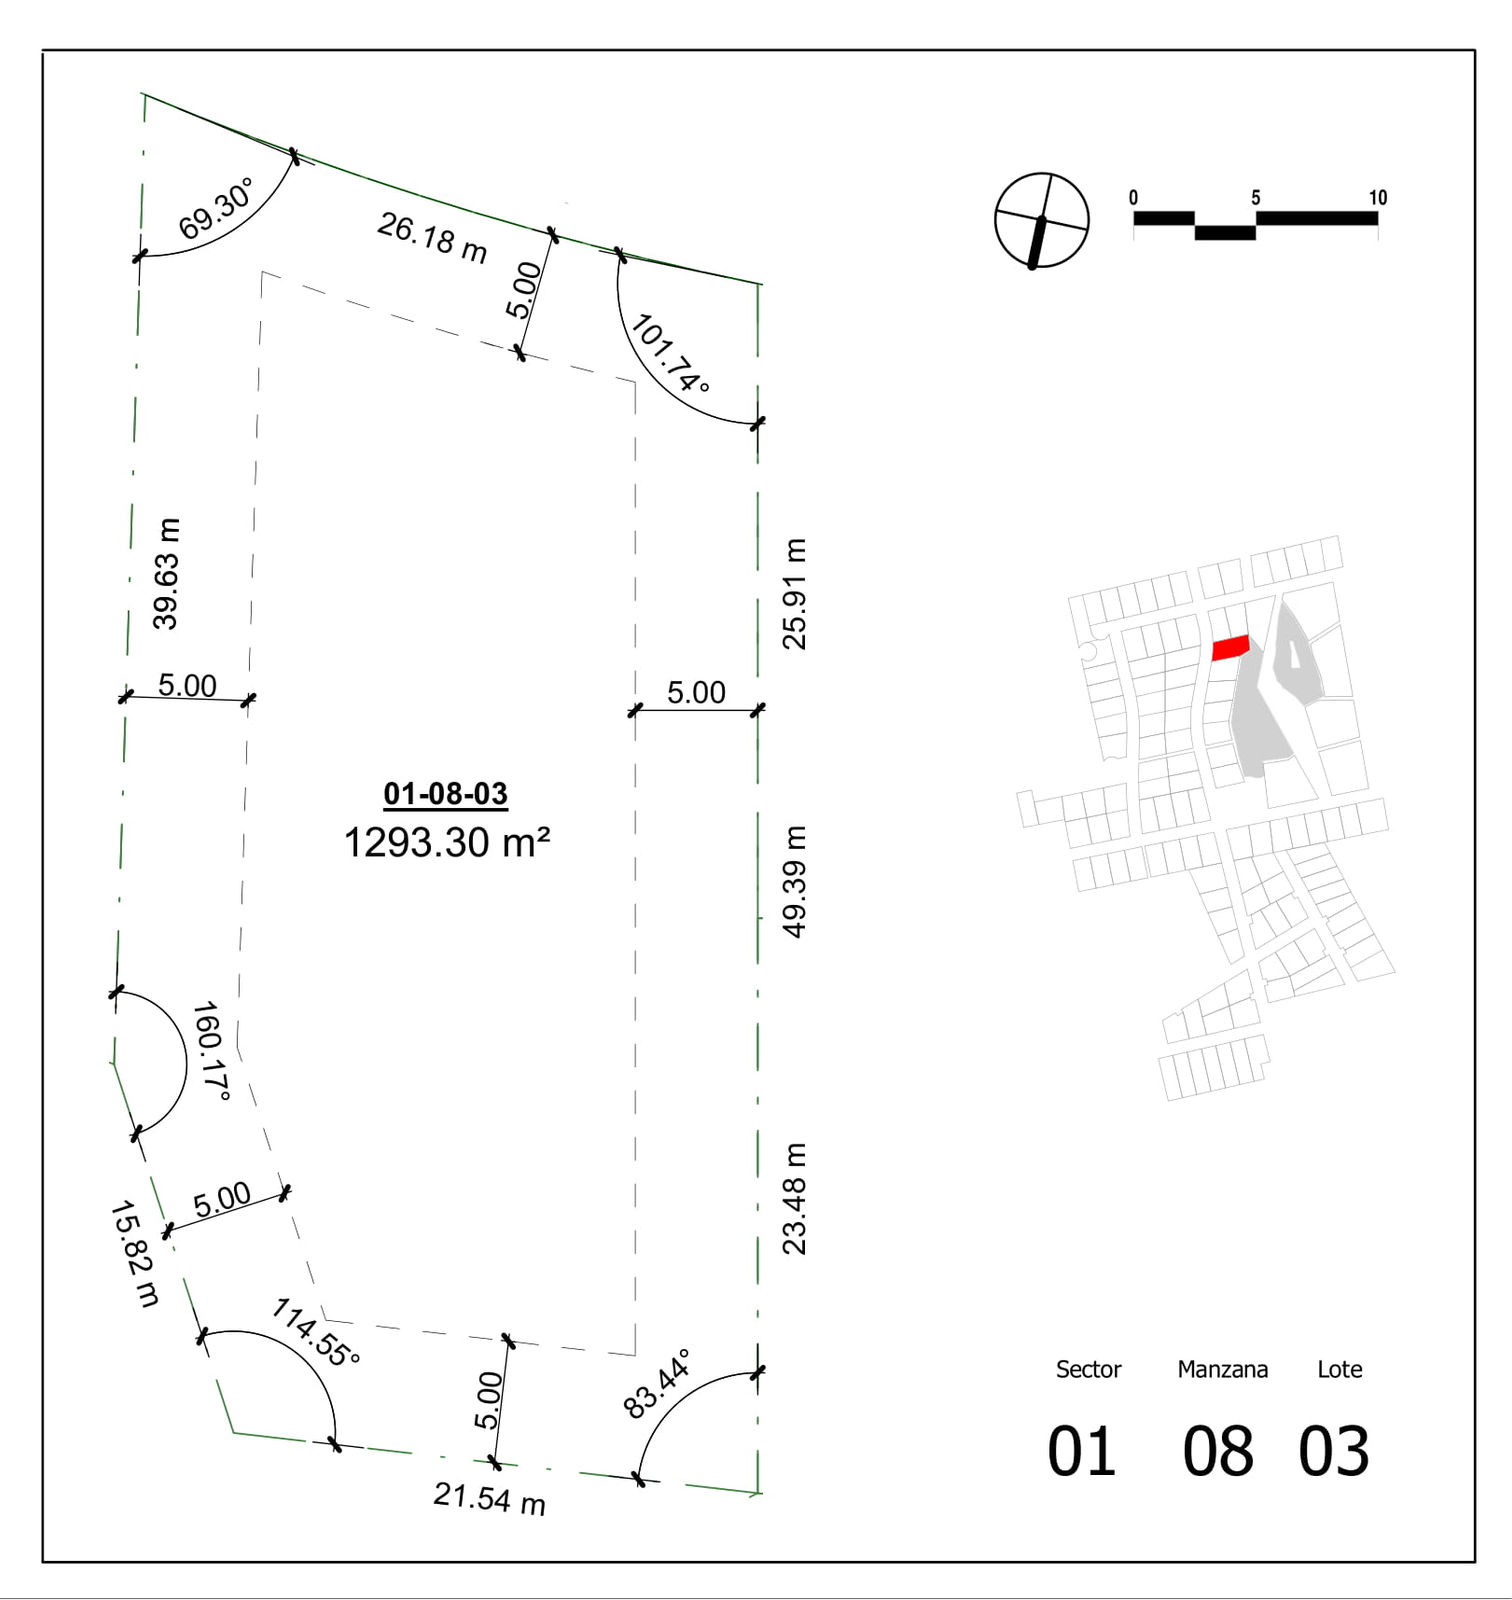 69.30°
26.18 m
5.00
101.74°
0 5 10
39.63 m
25.91 m
5.00
5.00
01-08-03
1293.30 m²
49.39 m
160.17°
23.48 m
5.00
15.82 m
114.55°
83.44°
5.00
21.54 m
Sector Manzana Lote
01 08 03